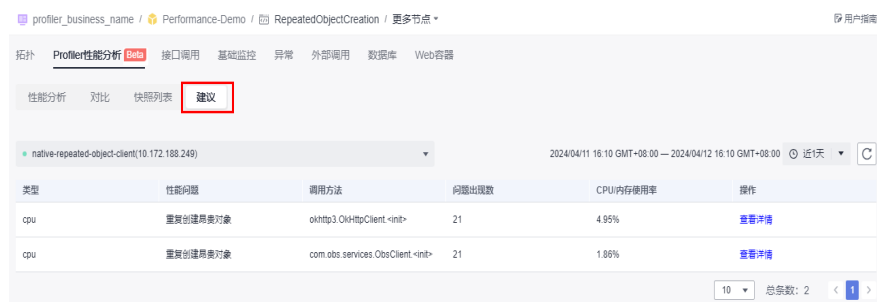 profiler_business_name / Performance-Demo / RepeatedObjectCreation / 更多节点 用户指南
拓扑 Profiler性能分析 Beta 接口调用 基础监控 异常 外部调用 数据库 Web容器
性能分析 对比 快照列表 建议
native-repeated-object-client(10.172.188.249) 2024/04/11 16:10 GMT+08:00 — 2024/04/12 16:10 GMT+08:00 近1天
类型 性能问题 调用方法 问题出现数 CPU/内存使用率 操作
cpu 重复创建昂贵对象 okhttp3.OkHttpClient.<init> 21 4.95% 查看详情
cpu 重复创建昂贵对象 com.obs.services.ObsClient.<init> 21 1.86% 查看详情
10 总条数：2 < 1 >